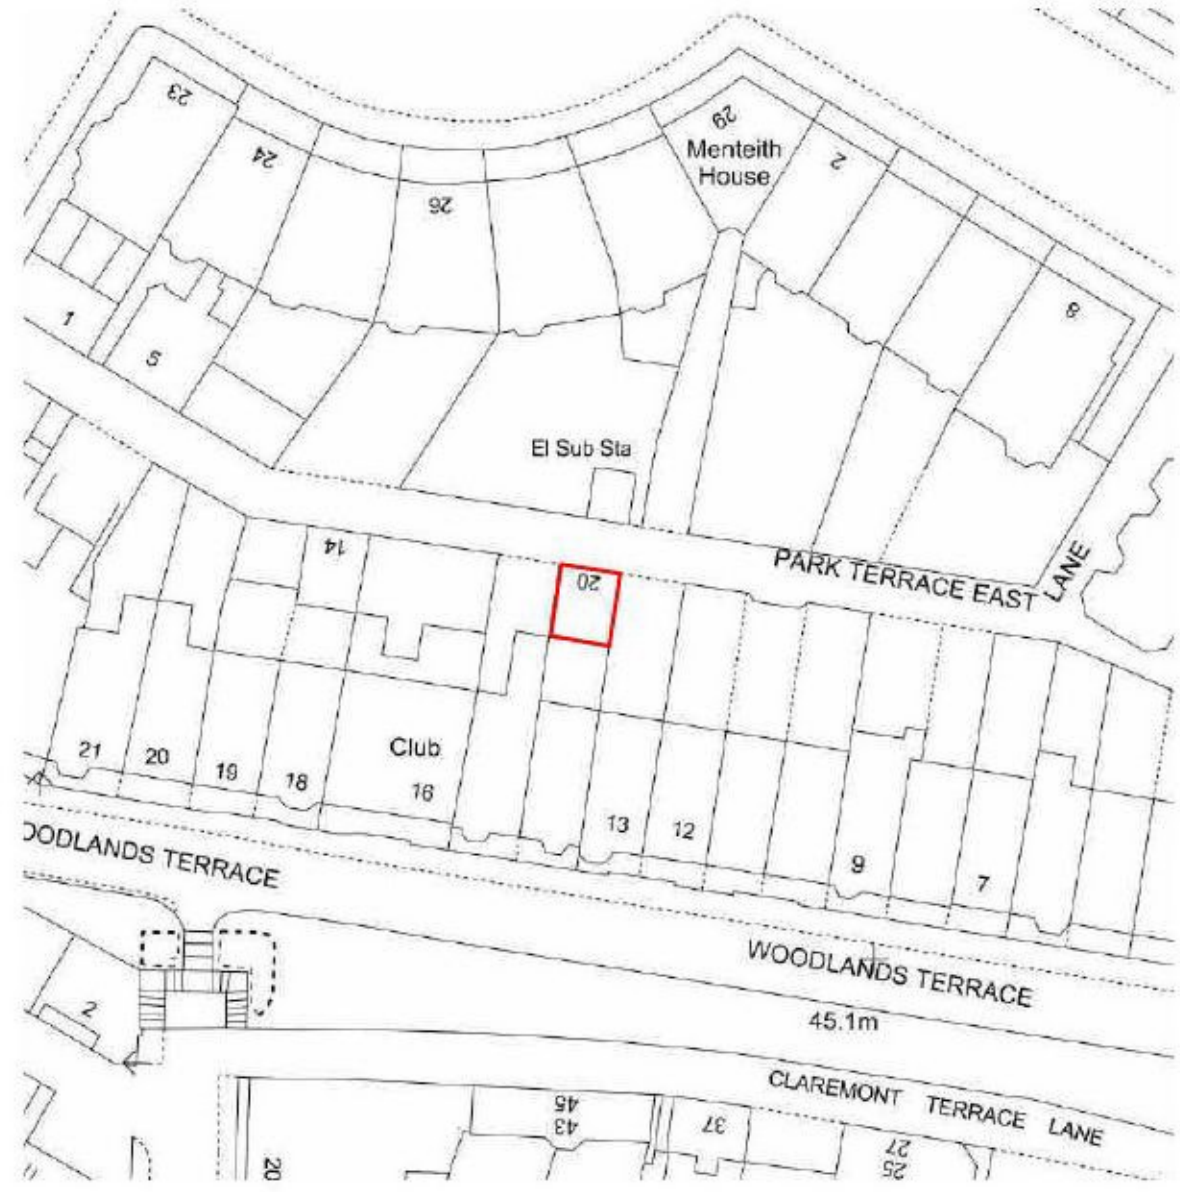 23
24
26
29
Menteith
House
2
8
1
5
El Sub Sta
14
20
PARK TERRACE EAST
LANE
21
20
19
18
Club
16
13
12
9
7
OODLANDS TERRACE
WOODLANDS TERRACE
45.1m
2
CLAREMONT TERRACE LANE
45
43
37
27
25
20